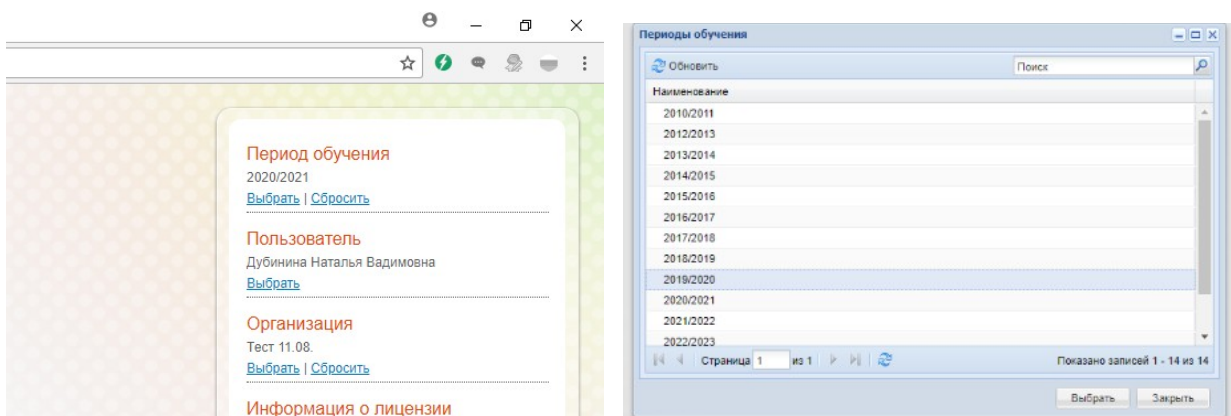 Период обучения
2020/2021
Выбрать | Сбросить
Пользователь
Дубинина Наталья Вадимовна
Выбрать
Организация
Тест 11.08.
Выбрать | Сбросить
Информация о лицензии
Периоды обучения
Обновить
Поиск
Наименование
2010/2011
2012/2013
2013/2014
2014/2015
2015/2016
2016/2017
2017/2018
2018/2019
2019/2020
2020/2021
2021/2022
2022/2023
Страница 1 из 1
Показано записей 1 - 14 из 14
Выбрать Закрыть